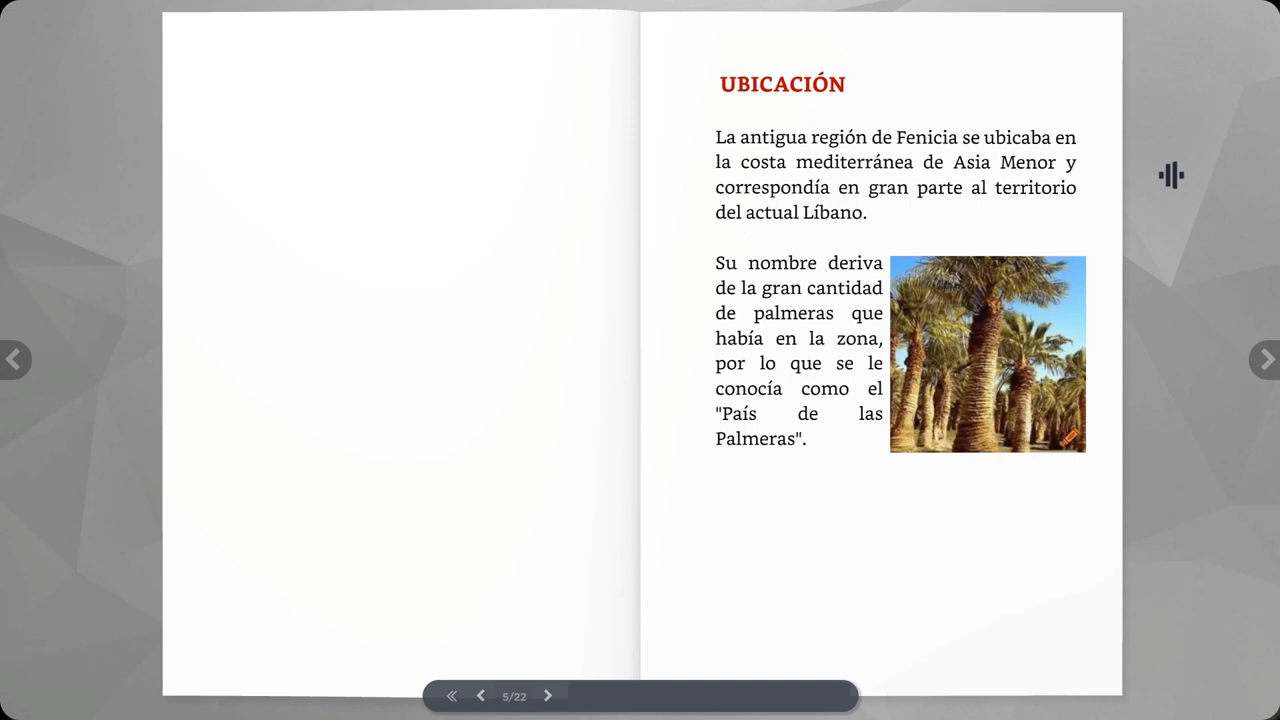 UBICACIÓN
La antigua región de Fenicia se ubicaba en
la costa mediterránea de Asia Menor y
correspondía en gran parte al territorio
del actual Líbano.
Su nombre deriva
de la gran cantidad
de palmeras que
había en la zona,
por lo que se le
conocía como el
"País de las
Palmeras".
5/22